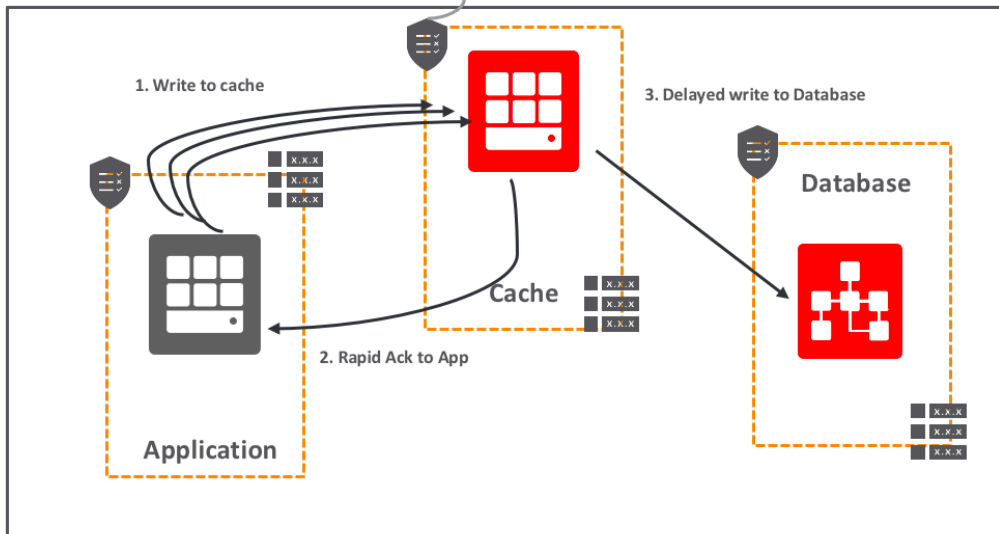 1. Write to cache
3. Delayed write to Database
X.X.X
X.X.X
X.X.X
Database
Cache
X.X.X
X.X.X
X.X.X
2. Rapid Ack to App
Application
X.X.X
X.X.X
X.X.X